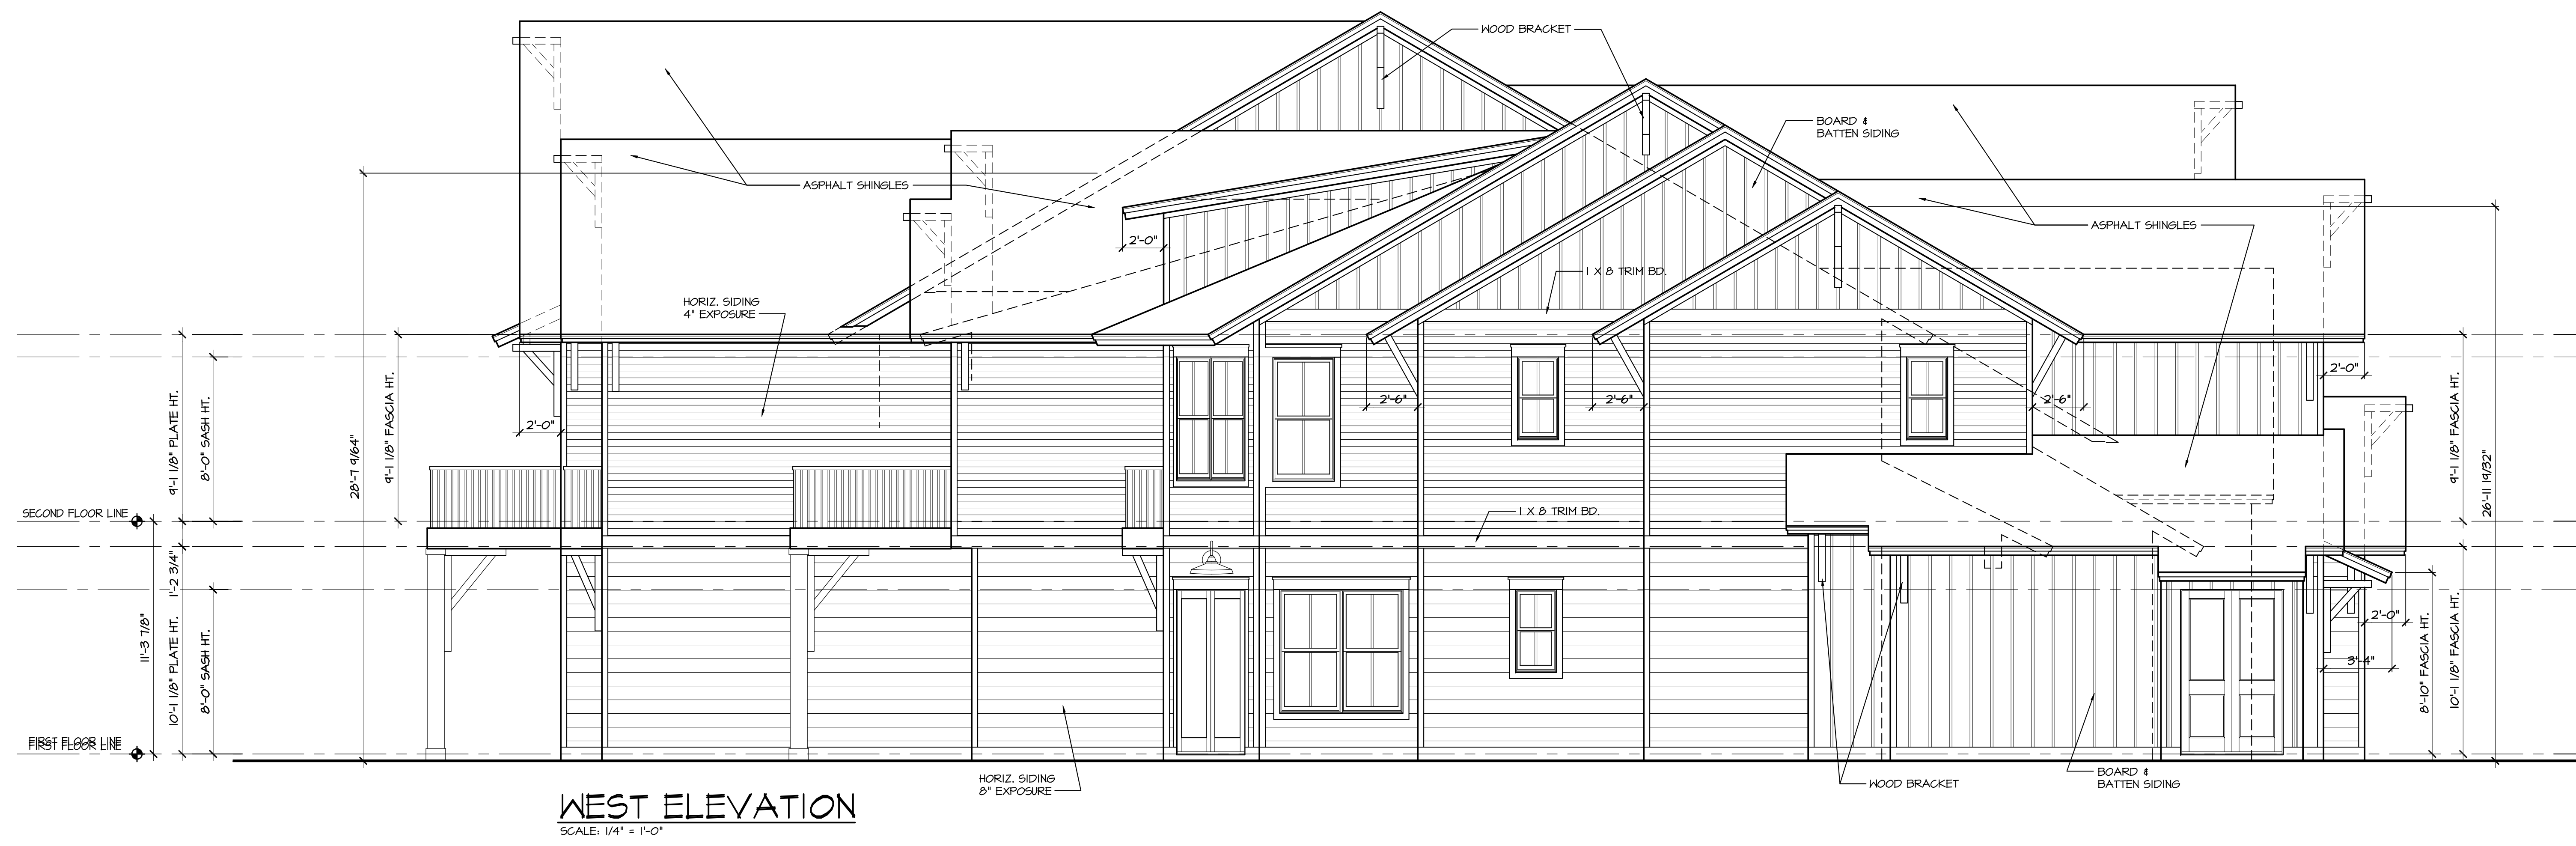 WOOD BRACKET
BOARD &
BATTEN SIDING
ASPHALT SHINGLES
ASPHALT SHINGLES
2'-0"
1 X 8 TRIM BD.
HORIZ. SIDING
4" EXPOSURE
9'-1 1/8" PLATE HT.
8'-0" SASH HT.
28'-7 9/64"
9'-1 1/8" FASCIA HT.
2'-0"
2'-6"
2'-6"
2'-6"
2'-0"
9'-1 1/8" FASCIA HT.
26'-11 19/32"
SECOND FLOOR LINE
1 X 8 TRIM BD.
11'-3 7/8"
1'-2 3/4"
10'-1 1/8" PLATE HT.
8'-0" SASH HT.
2'-0"
3'-4"
8'-10" FASCIA HT.
10'-1 1/8" FASCIA HT.
FIRST FLOOR LINE
FIRST FLOOR LINE
HORIZ. SIDING
8" EXPOSURE
WOOD BRACKET
BOARD &
BATTEN SIDING
WEST ELEVATION
SCALE: 1/4" = 1'-0"